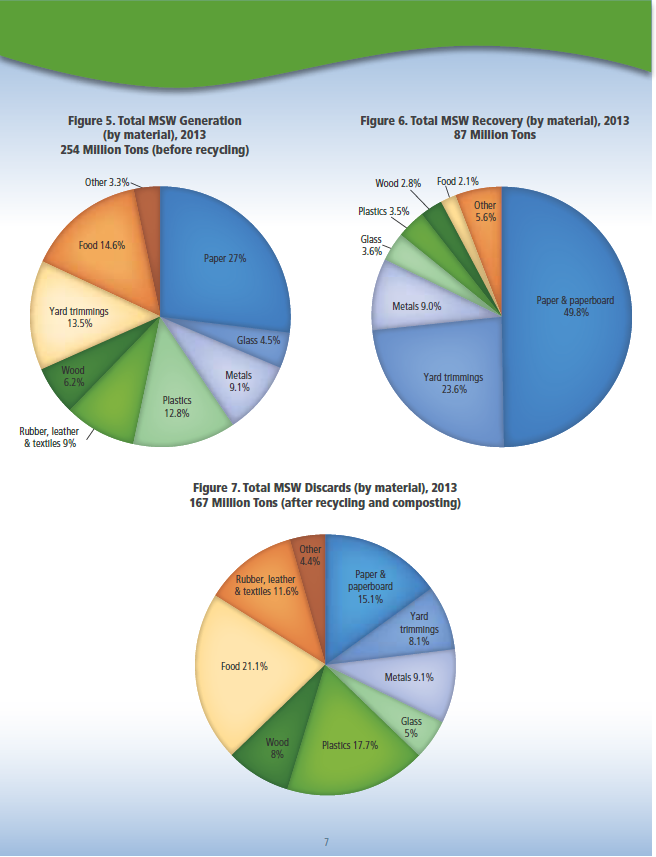 Figure 5. Total MSW Generation
(by material), 2013
254 Million Tons (before recycling)
Other 3.3%
Paper 27%
Glass 4.5%
Metals
9.1%
Plastics
12.8%
Rubber, leather
& textiles 9%
Wood
6.2%
Yard trimmings
13.5%
Food 14.6%
Figure 6. Total MSW Recovery (by material), 2013
87 Million Tons
Paper & paperboard
49.8%
Yard trimmings
23.6%
Metals 9.0%
Glass
3.6%
Plastics 3.5%
Wood 2.8%
Food 2.1%
Other
5.6%
Figure 7. Total MSW Discards (by material), 2013
167 Million Tons (after recycling and composting)
Paper &
paperboard
15.1%
Yard
trimmings
8.1%
Metals 9.1%
Glass
5%
Plastics 17.7%
Wood
8%
Food 21.1%
Rubber, leather
& textiles 11.6%
Other
4.4%
7